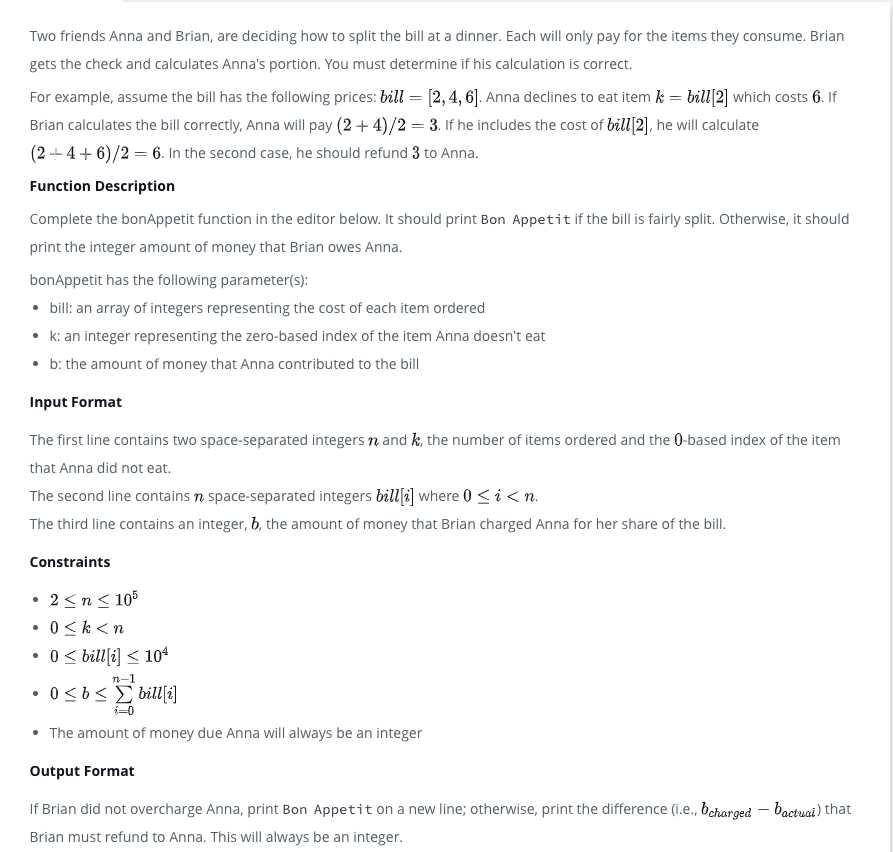 Two friends Anna and Brian, are deciding how to split the bill at a dinner. Each will only pay for the items they consume. Brian
gets the check and calculates Anna's portion. You must determine if his calculation is correct.
For example, assume the bill has the following prices: bill = [2, 4, 6]. Anna declines to eat item k = bill[2] which costs 6. If
Brian calculates the bill correctly, Anna will pay (2 + 4)/2 = 3. If he includes the cost of bill[2], he will calculate
(2 + 4 + 6)/2 = 6. In the second case, he should refund 3 to Anna.
Function Description
Complete the bonAppetit function in the editor below. It should print Bon Appetit if the bill is fairly split. Otherwise, it should
print the integer amount of money that Brian owes Anna.
bonAppetit has the following parameter(s):
• bill: an array of integers representing the cost of each item ordered
• k: an integer representing the zero-based index of the item Anna doesn't eat
• b: the amount of money that Anna contributed to the bill
Input Format
The first line contains two space-separated integers n and k, the number of items ordered and the 0-based index of the item
that Anna did not eat.
The second line contains n space-separated integers bill[i] where 0 ≤ i < n.
The third line contains an integer, b, the amount of money that Brian charged Anna for her share of the bill.
Constraints
• 2 ≤ n ≤ 10^5
• 0 ≤ k < n
• 0 ≤ bill[i] ≤ 10^4
• 0 ≤ b ≤ ∑_{i=0}^{n−1} bill[i]
• The amount of money due Anna will always be an integer
Output Format
If Brian did not overcharge Anna, print Bon Appetit on a new line; otherwise, print the difference (i.e., b_charged − b_actual) that
Brian must refund to Anna. This will always be an integer.